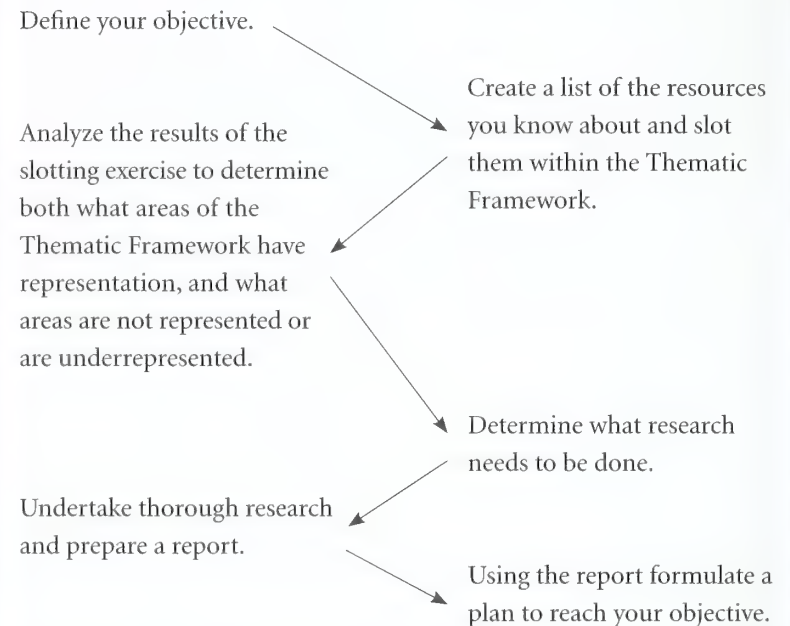 Define your objective.
Create a list of the resources
you know about and slot
them within the Thematic
Framework.
Analyze the results of the
slotting exercise to determine
both what areas of the
Thematic Framework have
representation, and what
areas are not represented or
are underrepresented.
Determine what research
needs to be done.
Undertake thorough research
and prepare a report.
Using the report formulate a
plan to reach your objective.